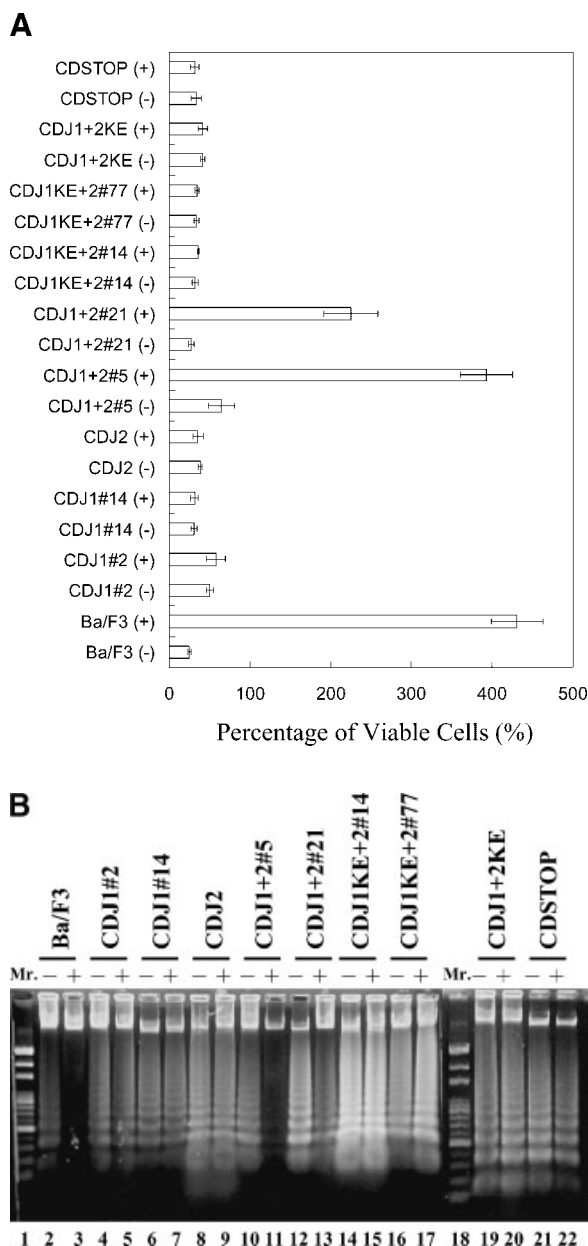 A
CDSTOP (+)
CDSTOP (-)
CDJ1+2KE (+)
CDJ1+2KE (-)
CDJ1KE+2#77 (+)
CDJ1KE+2#77 (-)
CDJ1KE+2#14 (+)
CDJ1KE+2#14 (-)
CDJ1+2#21 (+)
CDJ1+2#21 (-)
CDJ1+2#5 (+)
CDJ1+2#5 (-)
CDJ2 (+)
CDJ2 (-)
CDJ1#14 (+)
CDJ1#14 (-)
CDJ1#2 (+)
CDJ1#2 (-)
Ba/F3 (+)
Ba/F3 (-)
0 100 200 300 400 500
Percentage of Viable Cells (%)
B
Ba/F3 CDJ1#2 CDJ1#14 CDJ2 CDJ1+2#5 CDJ1+2#21 CDJ1KE+2#14 CDJ1KE+2#77 CDJ1+2KE CDSTOP
Mr. − + − + − + − + − + − + − + − + Mr. − + − +
1 2 3 4 5 6 7 8 9 10 11 12 13 14 15 16 17 18 19 20 21 22